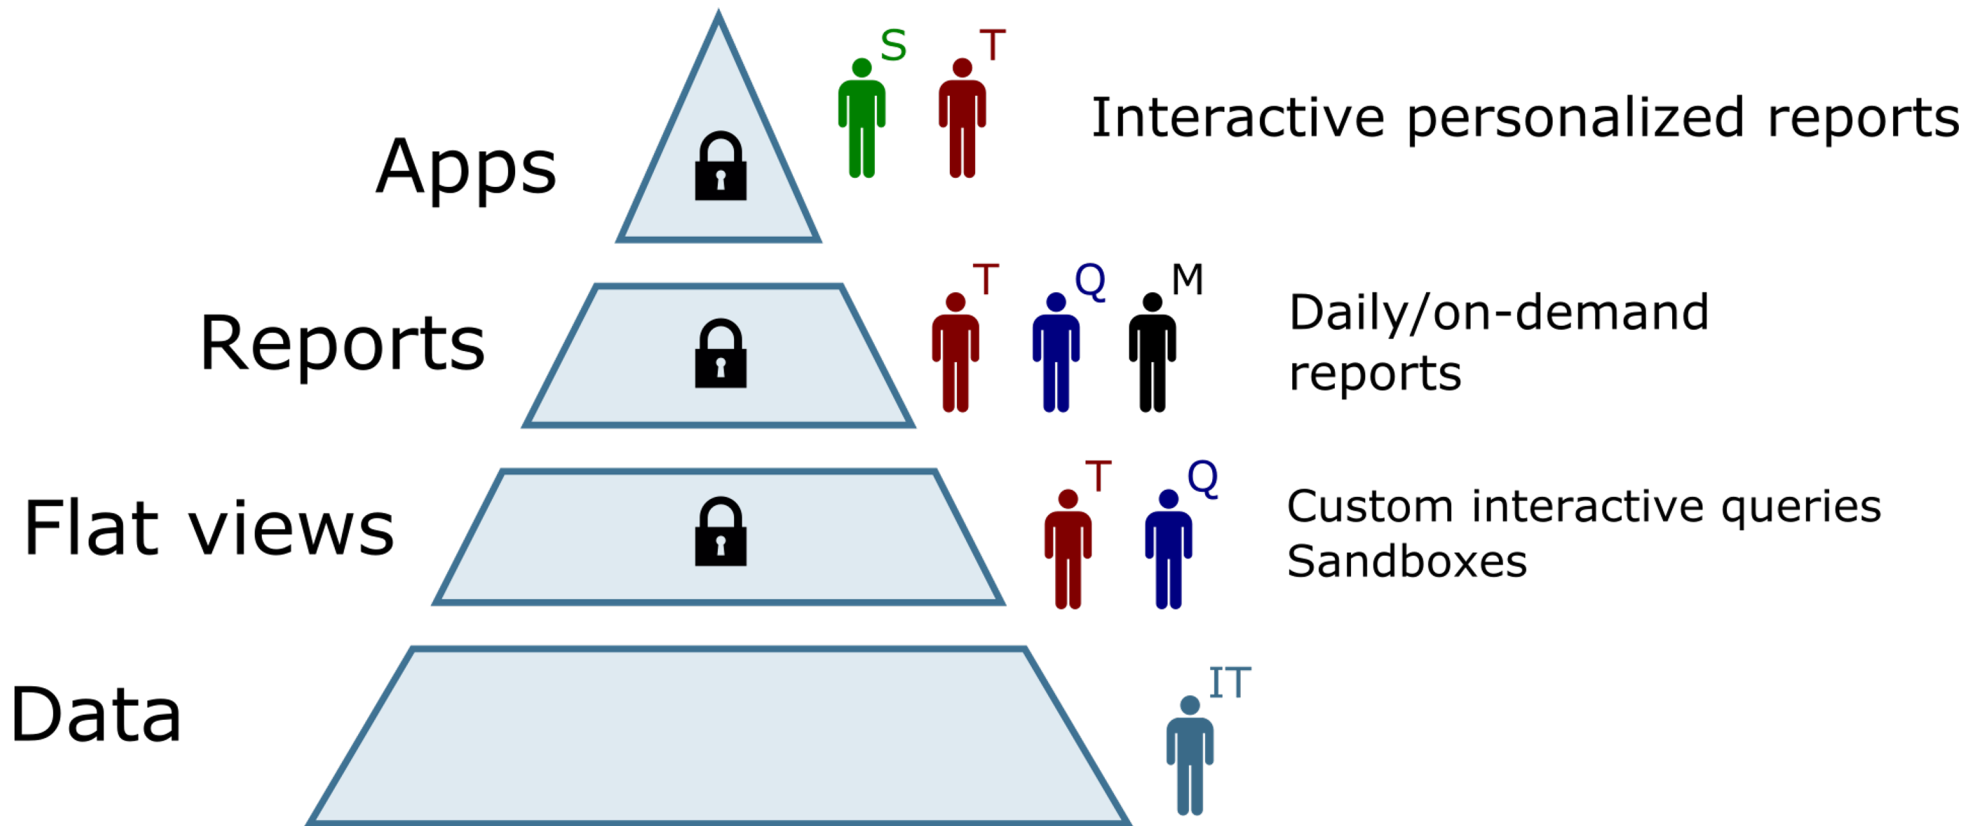 S T
Interactive personalized reports
Apps
T Q M
Daily/on-demand
reports
Reports
T Q
Custom interactive queries
Sandboxes
Flat views
IT
Data